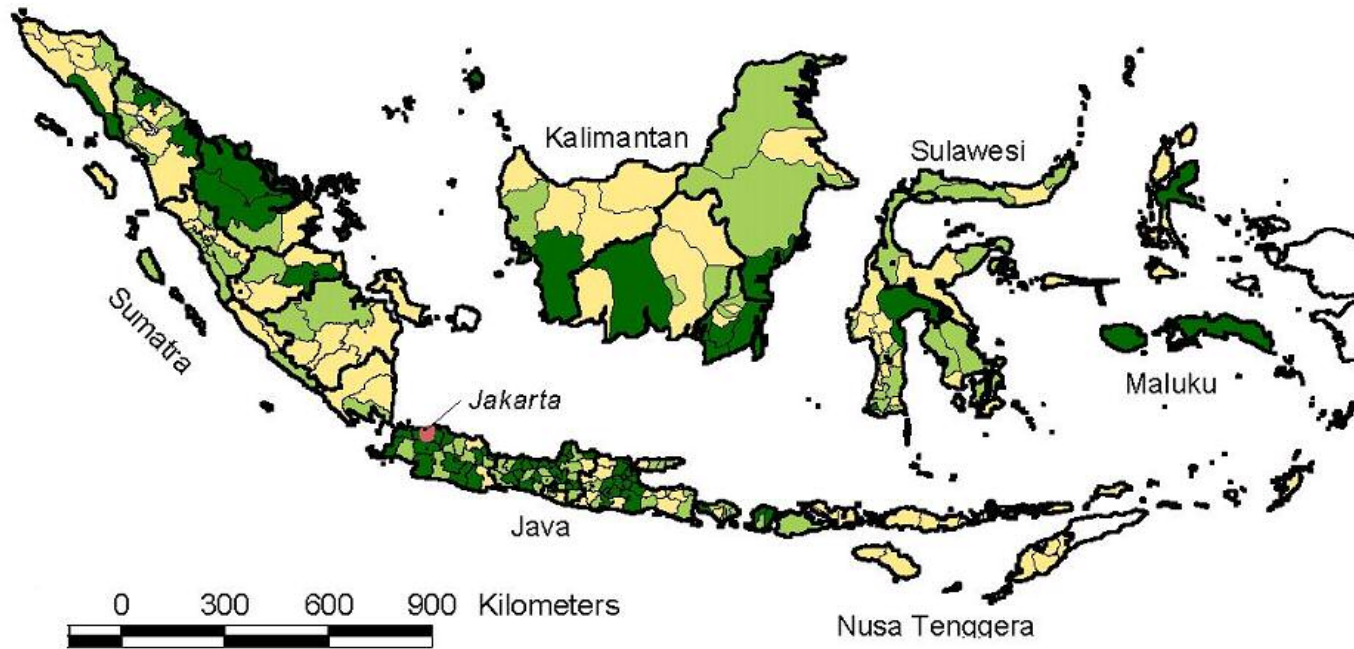 Kalimantan
Sulawesi
Sumatra
Maluku
Jakarta
Java
0 300 600 900 Kilometers
Nusa Tenggera